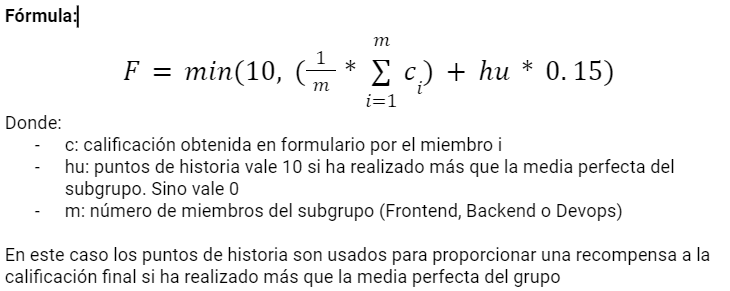 Fórmula:
F = min(10, (1/m * ∑_{i=1}^{m} c_i) + hu * 0.15)
Donde:
- c: calificación obtenida en formulario por el miembro i
- hu: puntos de historia vale 10 si ha realizado más que la media perfecta del
subgrupo. Sino vale 0
- m: número de miembros del subgrupo (Frontend, Backend o Devops)
En este caso los puntos de historia son usados para proporcionar una recompensa a la
calificación final si ha realizado más que la media perfecta del grupo